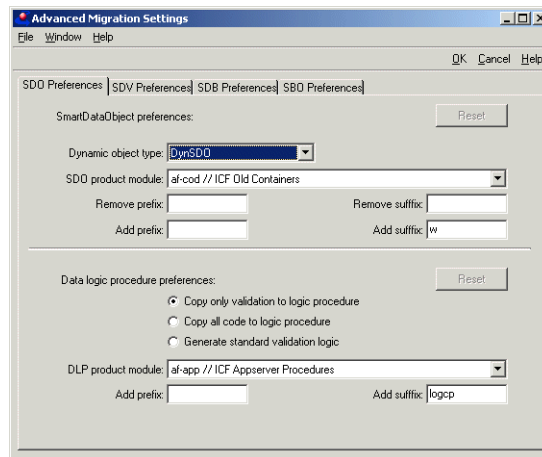 Advanced Migration Settings
File Window Help
OK Cancel Help
SDO Preferences SDV Preferences SDB Preferences SBO Preferences
SmartDataObject preferences: Reset
Dynamic object type: DynSDO
SDO product module: af-cod // ICF Old Containers
Remove prefix: Remove sufffix:
Add prefix: Add sufffix: w
Data logic procedure preferences: Reset
Copy only validation to logic procedure
Copy all code to logic procedure
Generate standard validation logic
DLP product module: af-app // ICF Appserver Procedures
Add prefix: Add sufffix: logcp